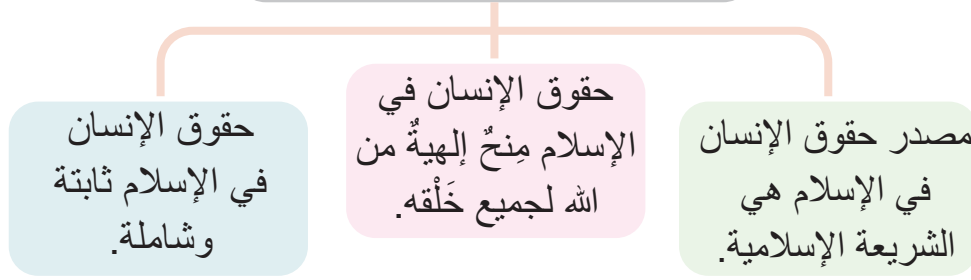 مصدر حقوق الإنسان
في الإسلام هي
الشريعة الإسلامية.
حقوق الإنسان في
الإسلام مِنحٌ إلهيةٌ من
الله لجميع خَلْقه.
حقوق الإنسان
في الإسلام ثابتة
وشاملة.